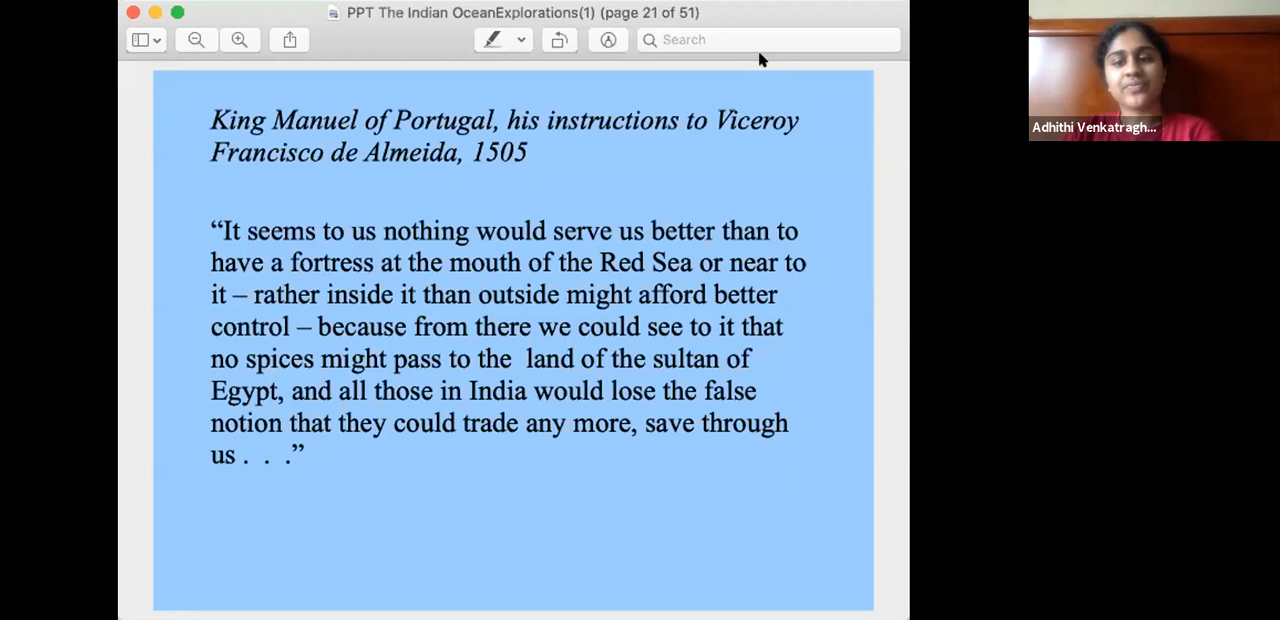 PPT The Indian OceanExplorations(1) (page 21 of 51)
Search
King Manuel of Portugal, his instructions to Viceroy
Francisco de Almeida, 1505
“It seems to us nothing would serve us better than to
have a fortress at the mouth of the Red Sea or near to
it – rather inside it than outside might afford better
control – because from there we could see to it that
no spices might pass to the  land of the sultan of
Egypt, and all those in India would lose the false
notion that they could trade any more, save through
us .  .  .”
Adhithi Venkatragh...